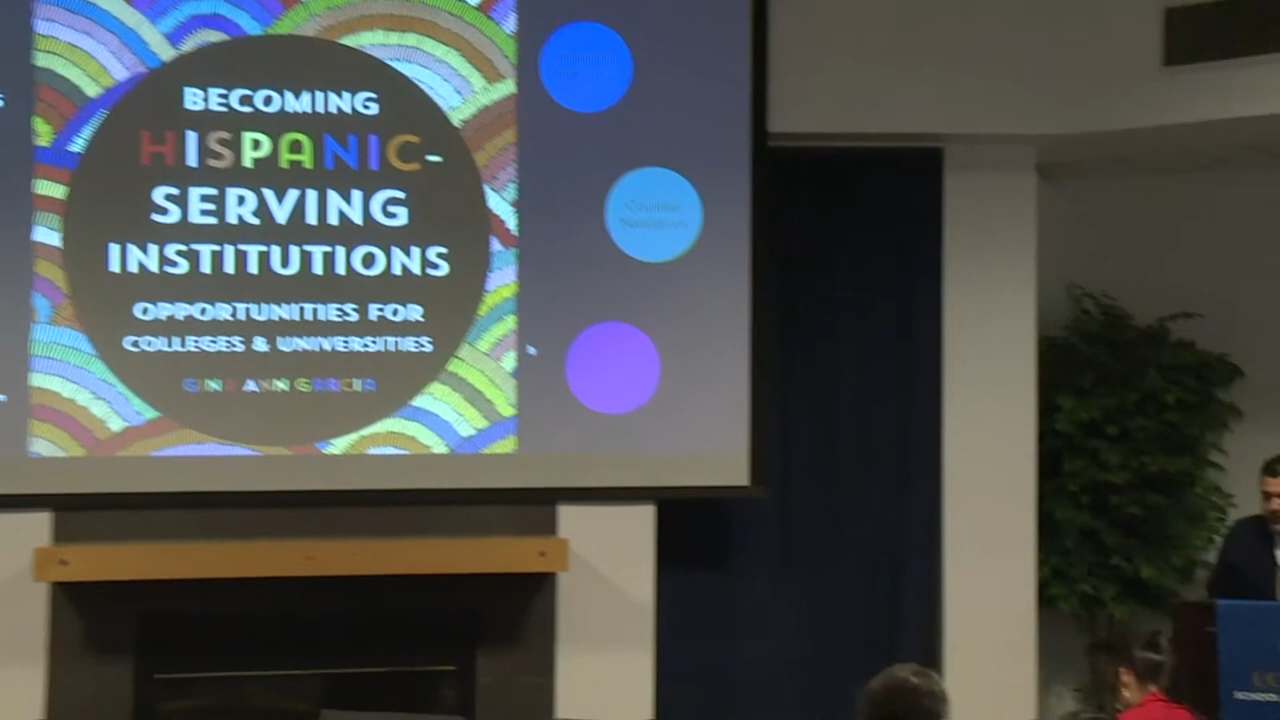 BECOMING
HISPANIC-
SERVING
INSTITUTIONS
OPPORTUNITIES FOR
COLLEGES & UNIVERSITIES
GINA ANN GARCIA